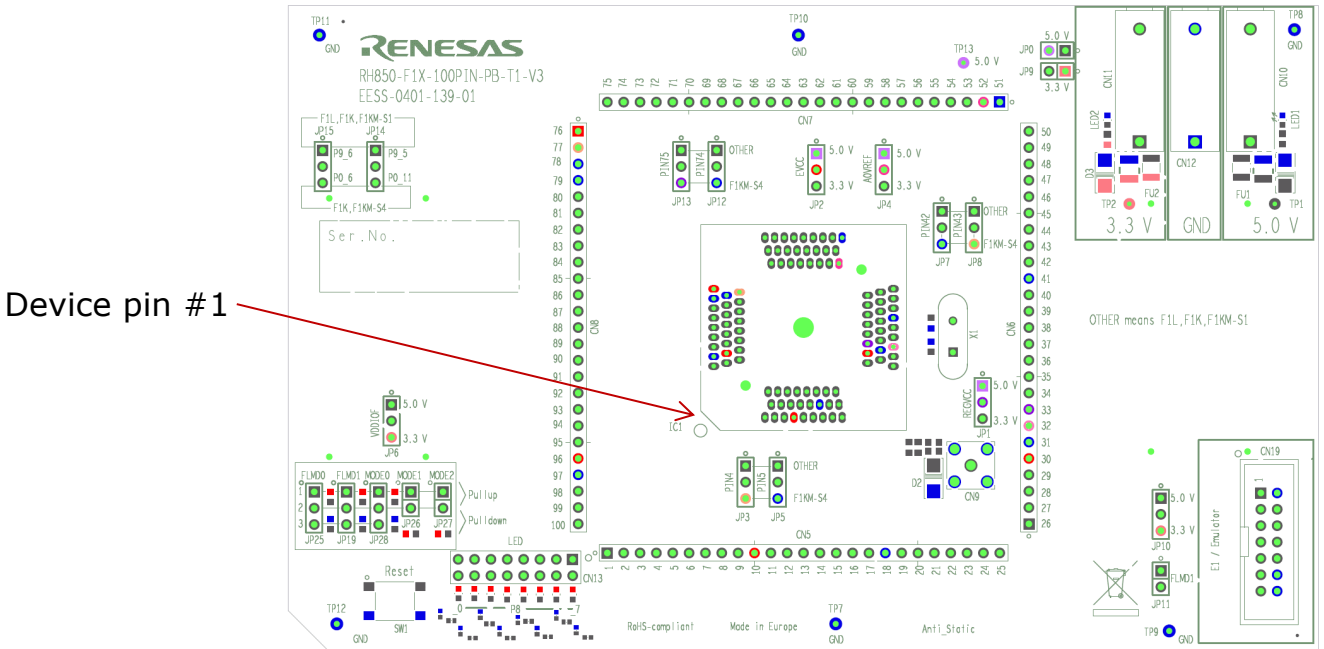 TP11
GND
RENESAS
RH850-F1X-100PIN-PB-T1-V3
EESS-0401-139-01
TP10
GND
TP13
5.0 V
5.0 V
JP0
JP9
3.3 V
TP8
GND
CN11
CN10
LED2
LED1
CN12
D3
TP2
FU2
FU1
TP1
3.3 V
GND
5.0 V
75 74 73 72 71 70 69 68 67 66 65 64 63 62 61 60 59 58 57 56 55 54 53 52 51
CN7
F1L,F1K,F1KM-S1
JP15
JP14
P9_6
P9_5
P0_6
P0_11
F1K,F1KM-S4
Ser.No.
76
77
78
79
80
81
82
83
84
85
86
87
88
89
90
91
92
93
94
95
96
97
98
99
100
CN8
PIN75
PIN74
OTHER
F1KM-S4
JP13
JP12
EVCC
5.0 V
3.3 V
JP2
A0VREF
5.0 V
3.3 V
JP4
PIN42
PIN43
OTHER
F1KM-S4
JP7
JP8
50
49
48
47
46
45
44
43
42
41
40
39
38
37
36
35
34
33
32
31
30
29
28
27
26
CN6
X1
OTHER means F1L,F1K,F1KM-S1
Device pin #1
IC1
REGVCC
5.0 V
3.3 V
JP1
VDDIOF
5.0 V
3.3 V
JP6
D2
CN9
PIN4
PIN5
OTHER
F1KM-S4
JP3
JP5
FLMD0
FLMD1
MODE0
MODE1
MODE2
1
2
3
Pullup
Pulldown
JP25
JP19
JP28
JP26
JP27
CN5
1 2 3 4 5 6 7 8 9 10 11 12 13 14 15 16 17 18 19 20 21 22 23 24 25
LED
CN13
_0
P8
_7
Reset
SW1
TP12
GND
RoHS-compliant
Made in Europe
TP7
GND
Anti_Static
5.0 V
3.3 V
JP10
FLMD1
JP11
TP9
GND
CN19
1
E1 / Emulator